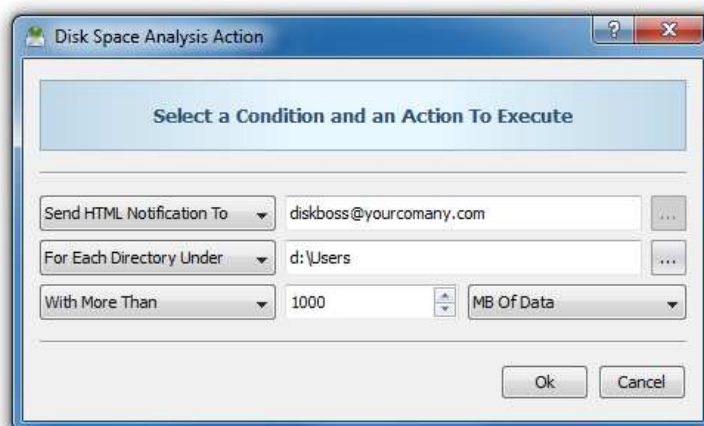 Disk Space Analysis Action
Select a Condition and an Action To Execute
Send HTML Notification To diskboss@yourcomany.com ...
For Each Directory Under d:\Users ...
With More Than 1000 MB Of Data
Ok Cancel